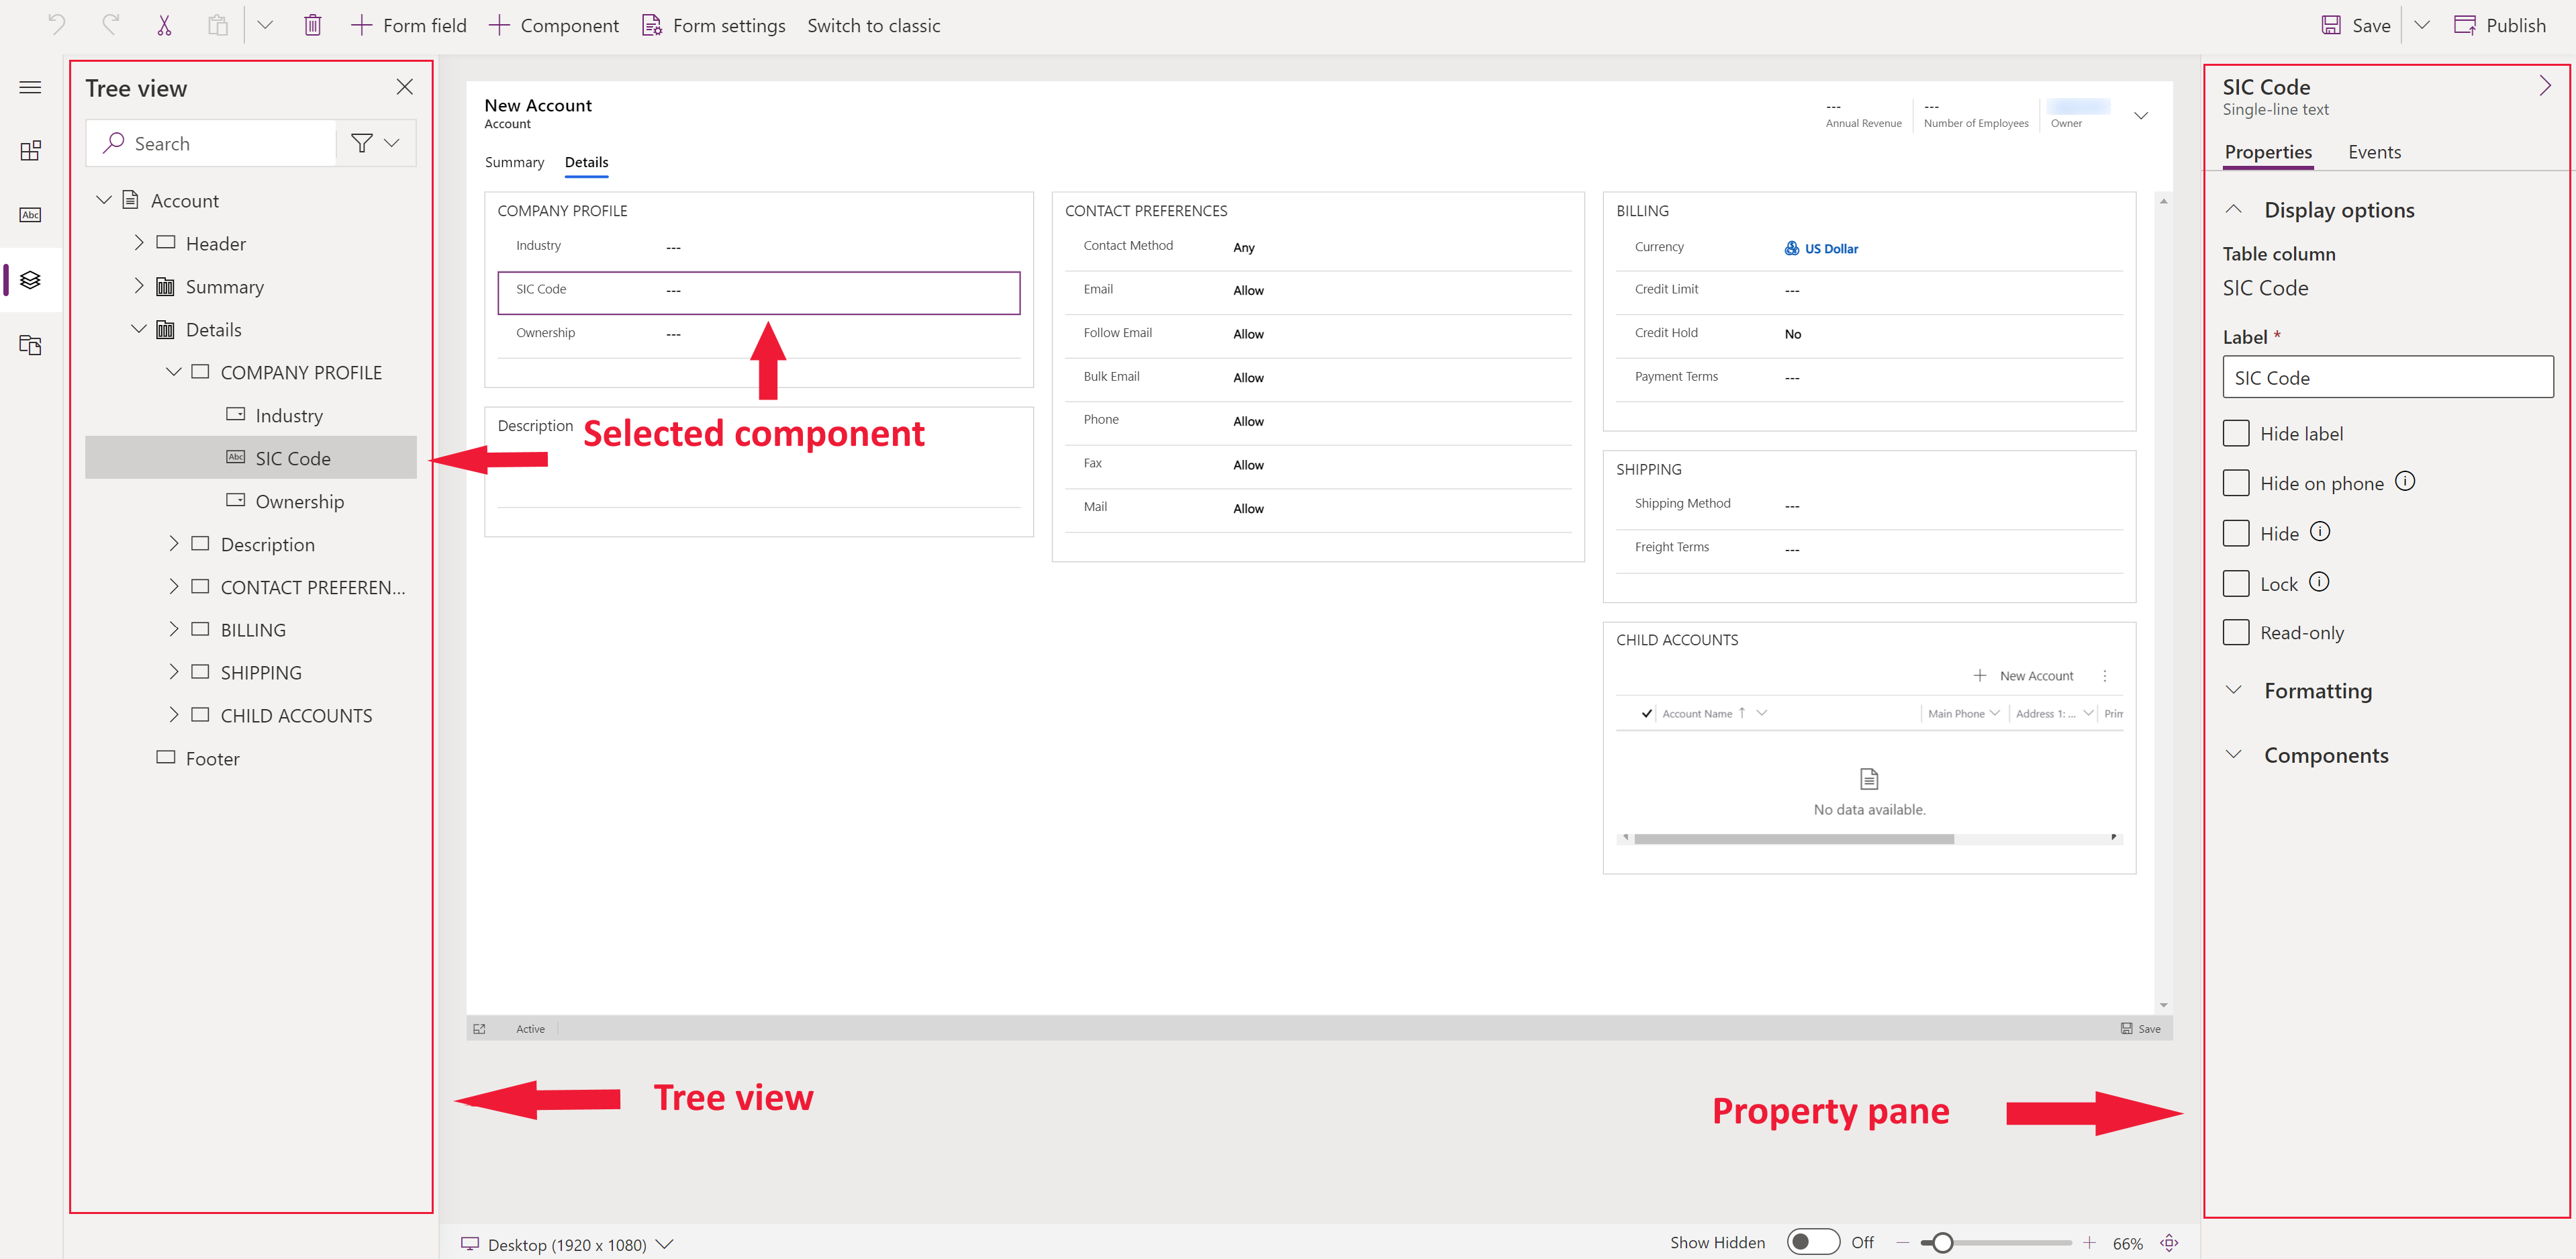 Form field
Component
Form settings
Switch to classic
Save
Publish
Tree view
Search
Account
Header
Summary
Details
COMPANY PROFILE
Industry
Abc
SIC Code
Ownership
Description
CONTACT PREFEREN...
BILLING
SHIPPING
CHILD ACCOUNTS
Footer
Abc
New Account
Account
---
Annual Revenue
---
Number of Employees
Owner
Summary
Details
COMPANY PROFILE
Industry ---
SIC Code ---
Ownership ---
Description
Selected component
CONTACT PREFERENCES
Contact Method Any
Email Allow
Follow Email Allow
Bulk Email Allow
Phone Allow
Fax Allow
Mail Allow
BILLING
Currency US Dollar
Credit Limit ---
Credit Hold No
Payment Terms ---
SHIPPING
Shipping Method ---
Freight Terms ---
CHILD ACCOUNTS
New Account
Account Name ↑ Main Phone Address 1: ... Prim
No data available.
Active
Save
Tree view
Property pane
Desktop (1920 x 1080)
Show Hidden Off 66%
SIC Code
Single-line text
Properties Events
Display options
Table column
SIC Code
Label *
SIC Code
Hide label
Hide on phone
Hide
Lock
Read-only
Formatting
Components